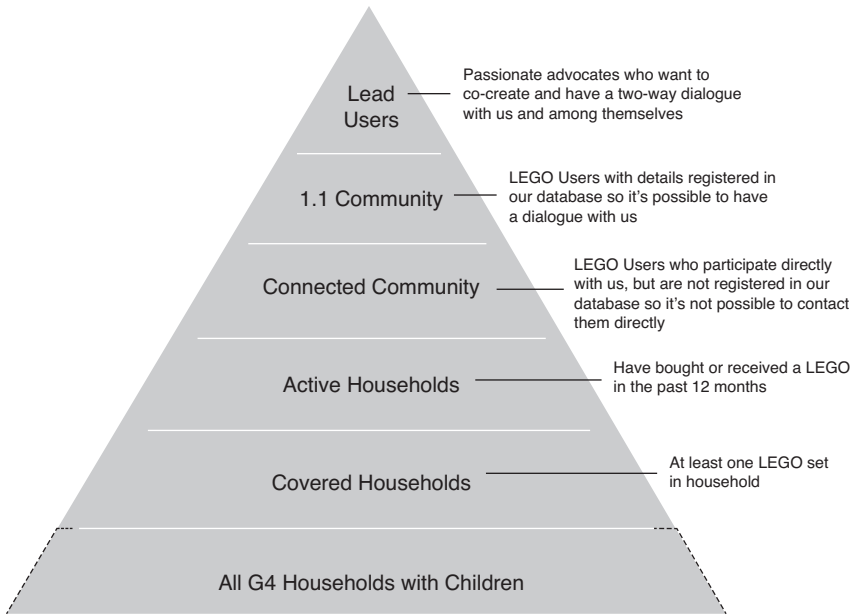 Lead
Users
Passionate advocates who want to
co-create and have a two-way dialogue
with us and among themselves
1.1 Community
LEGO Users with details registered in
our database so it's possible to have
a dialogue with us
Connected Community
LEGO Users who participate directly
with us, but are not registered in our
database so it's not possible to contact
them directly
Active Households
Have bought or received a LEGO
in the past 12 months
Covered Households
At least one LEGO set
in household
All G4 Households with Children